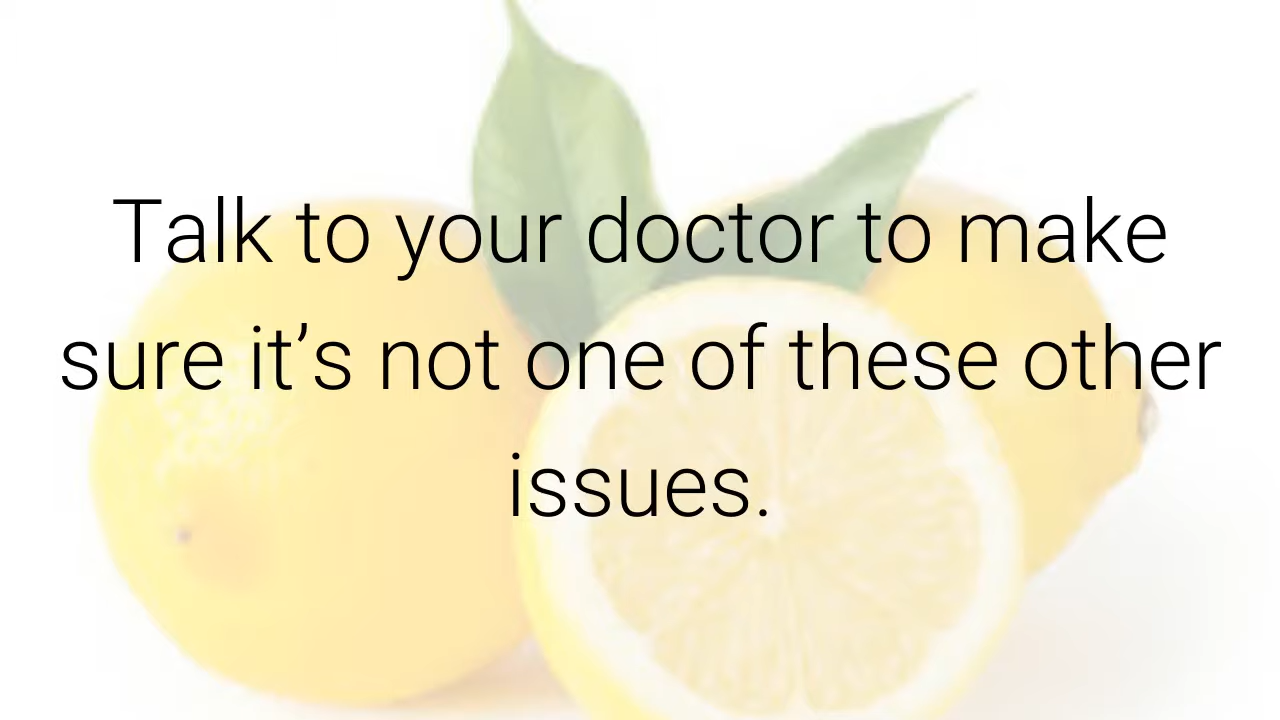 Talk to your doctor to make
sure it’s not one of these other
issues.